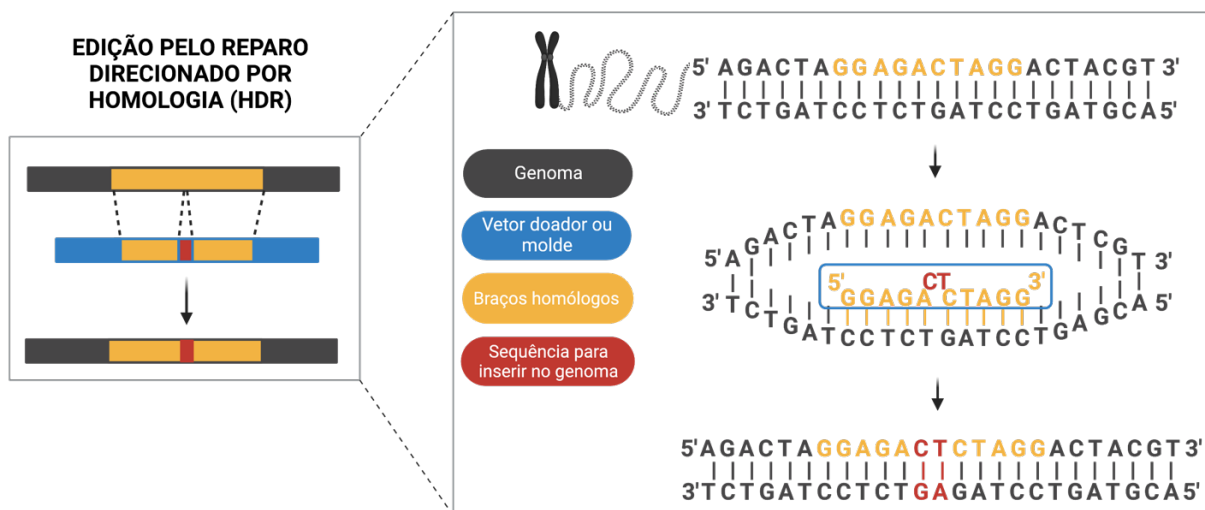 EDIÇÃO PELO REPARO
DIRECIONADO POR
HOMOLOGIA (HDR)
5' AGACTAGGAGACTAGGACTACGT 3'
3' TCTGATCCTCTGATCCTGATGCA 5'
Genoma
Vetor doador ou
molde
Braços homólogos
Sequência para
inserir no genoma
5' AGACTAGGAGACTAGGACTCGT 3'
CT
5' GGAGA CTAGG 3'
3' TCTGATCCTCTGATCCTGAGCA 5'
5'AGACTAGGAGACTCTAGGACTACGT3'
3'TCTGATCCTCTGAGATCCTGATGCA5'